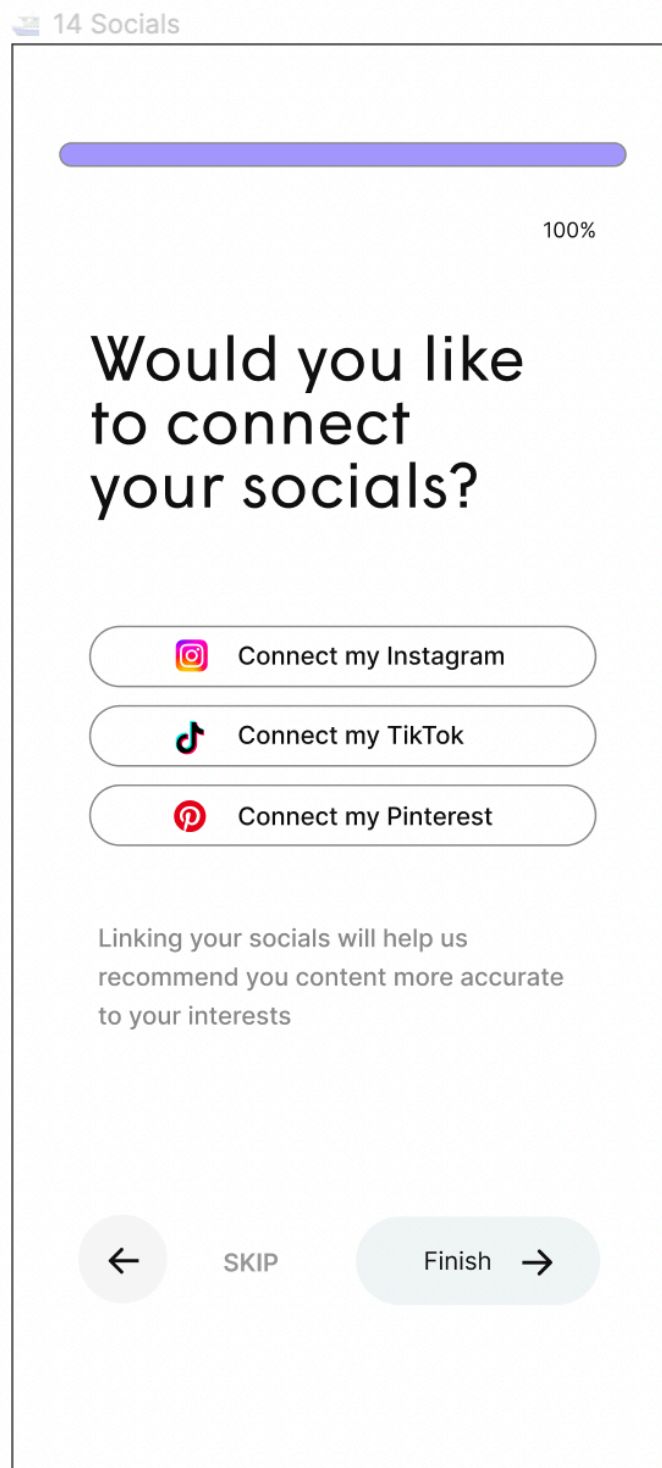 14 Socials
100%
Would you like
to connect
your socials?
Connect my Instagram
Connect my TikTok
Connect my Pinterest
Linking your socials will help us
recommend you content more accurate
to your interests
SKIP
Finish